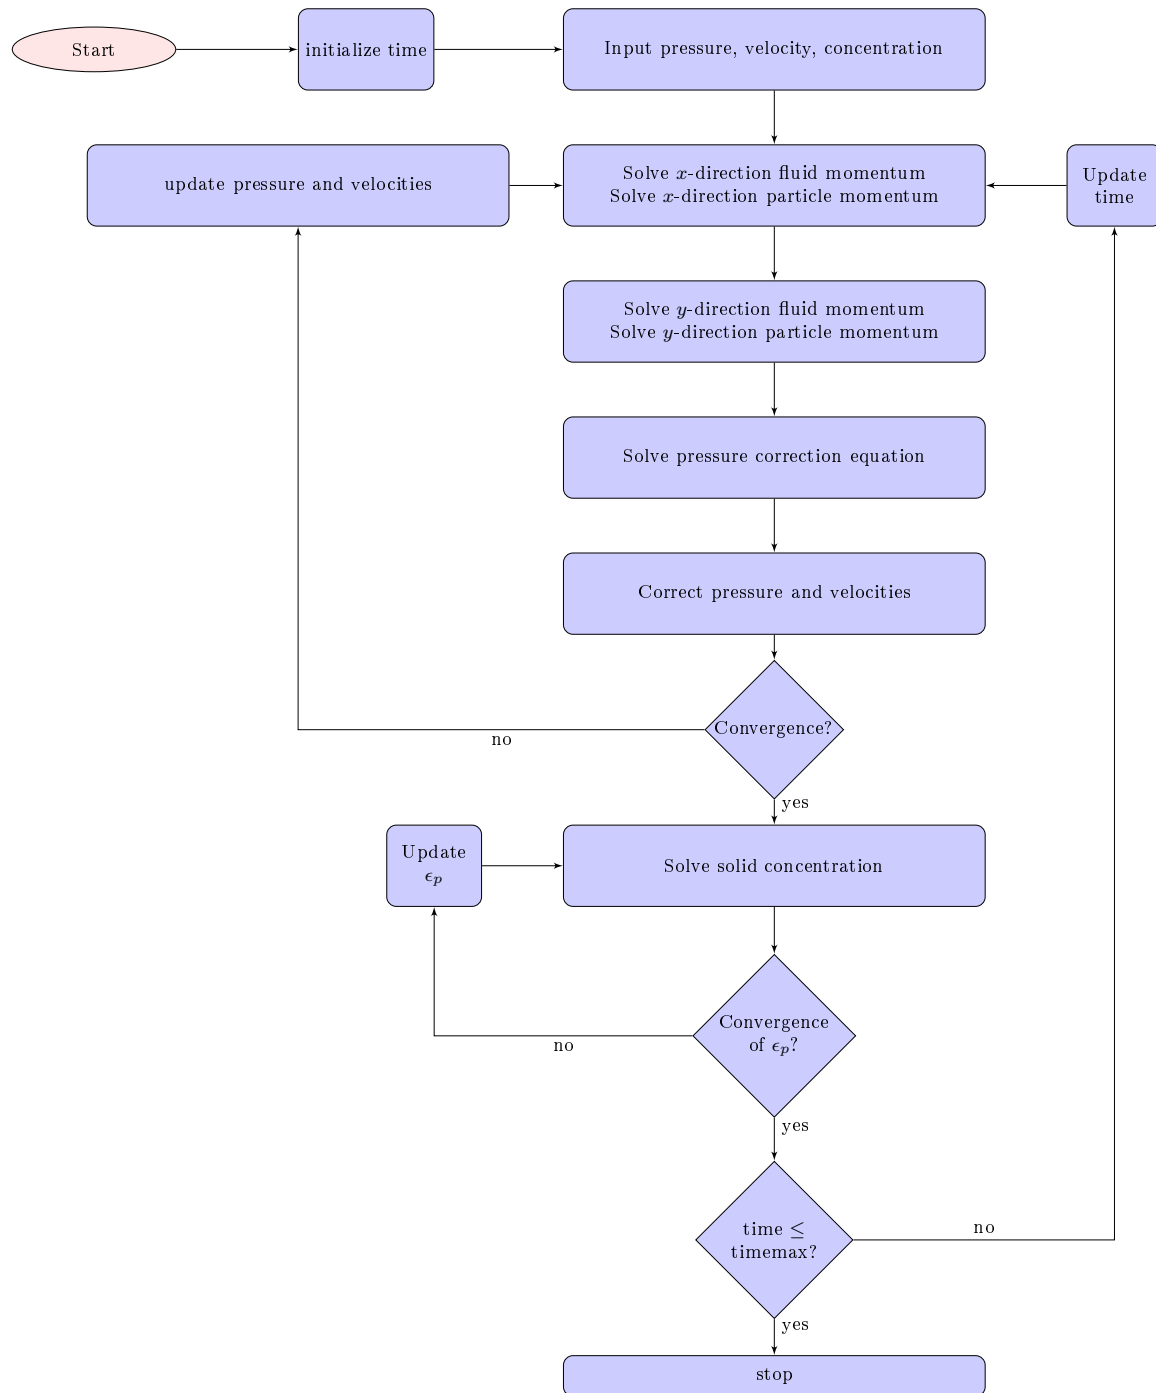 Start
initialize time
Input pressure, velocity, concentration
update pressure and velocities
Solve x-direction fluid momentum
Solve x-direction particle momentum
Update
time
Solve y-direction fluid momentum
Solve y-direction particle momentum
Solve pressure correction equation
Correct pressure and velocities
Convergence?
no
yes
Update
ϵₚ
Solve solid concentration
Convergence
of ϵₚ?
no
yes
time ≤
timemax?
no
yes
stop